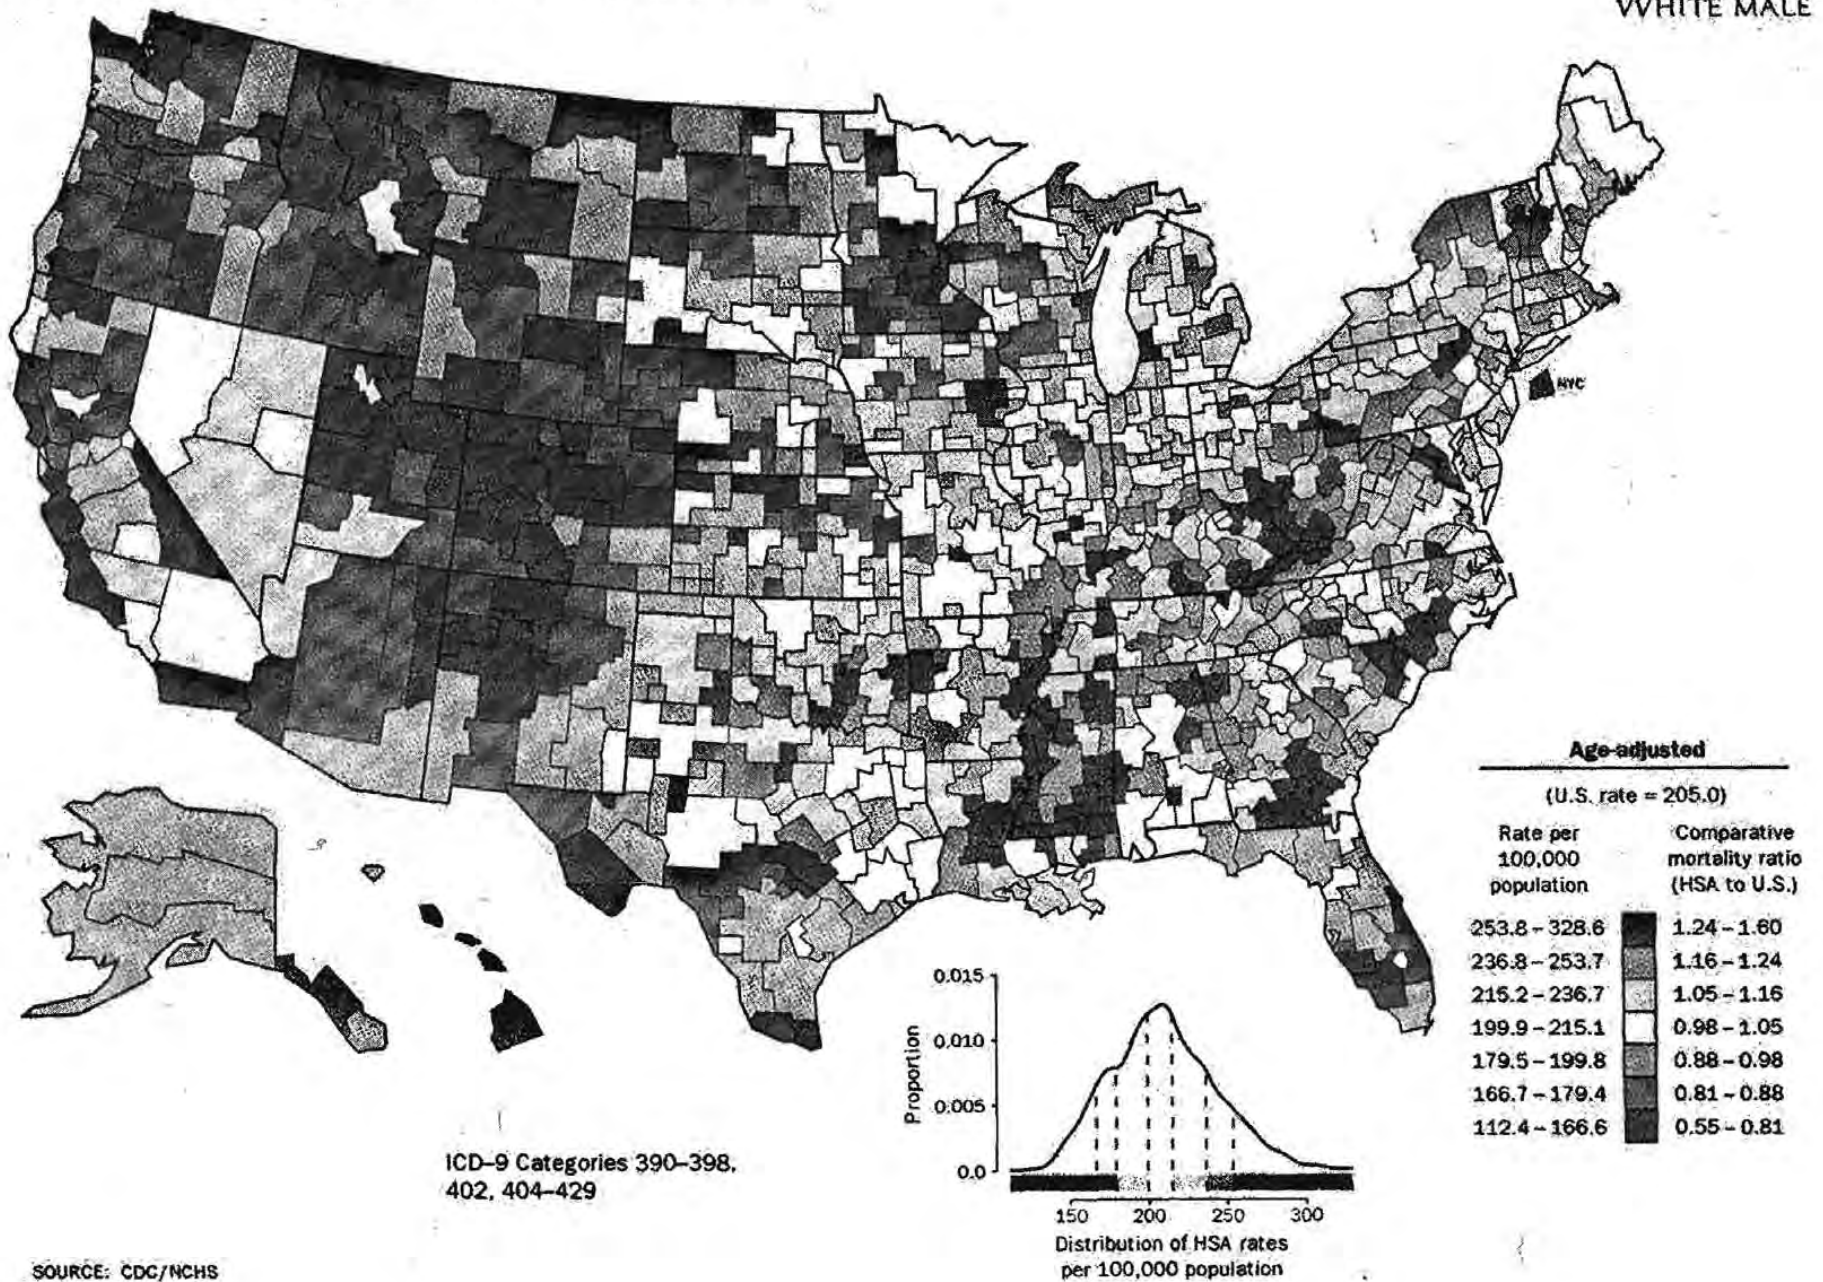 WHITE MALE
NYC
Age-adjusted
(U.S. rate = 205.0)
Rate per
100,000
population
Comparative
mortality ratio
(HSA to U.S.)
253.8 – 328.6 1.24 – 1.60
236.8 – 253.7 1.16 – 1.24
215.2 – 236.7 1.05 – 1.16
199.9 – 215.1 0.98 – 1.05
179.5 – 199.8 0.88 – 0.98
166.7 – 179.4 0.81 – 0.88
112.4 – 166.6 0.55 – 0.81
0.015
0.010
0.005
0.0
Proportion
150 200 250 300
Distribution of HSA rates
per 100,000 population
ICD–9 Categories 390–398,
402, 404–429
SOURCE: CDC/NCHS